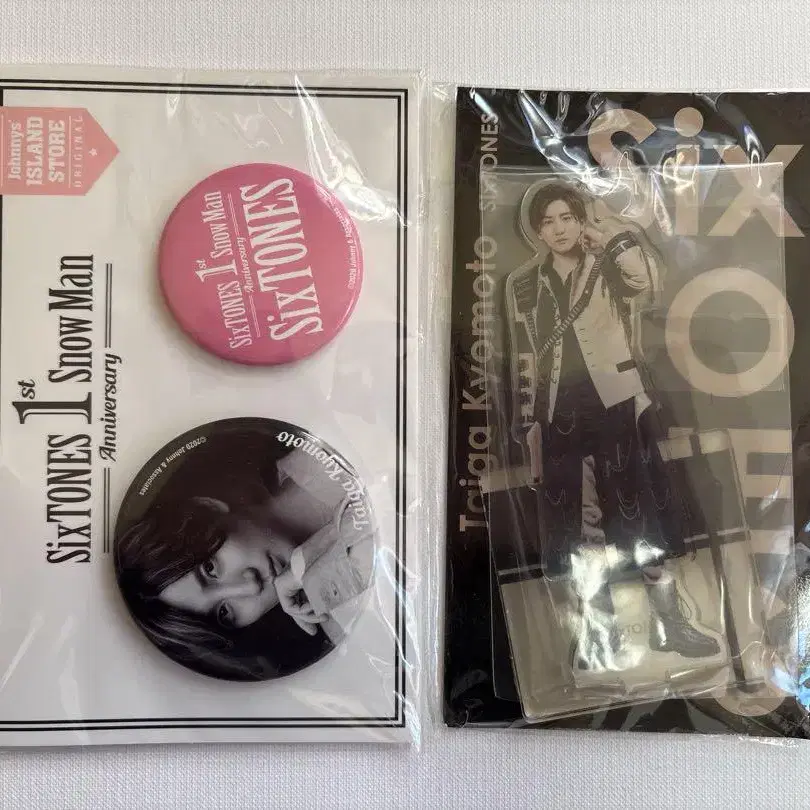 Johnnys'
ISLAND
STORE
ORIGINAL
SixTONES 1st Snow Man
Anniversary
SixTONES 1st Snow Man
Anniversary
SixTONES
©2020 Johnny & Associates
Taiga Kyomoto
Taiga Kyomoto SixTONES
Six